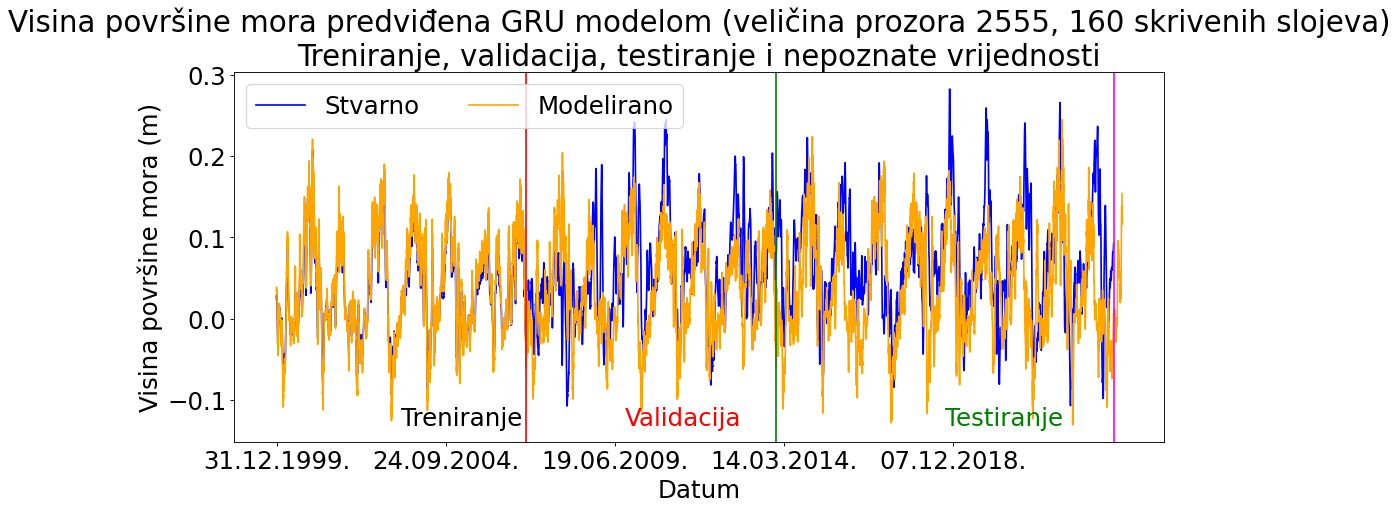 Visina površine mora predviđena GRU modelom (veličina prozora 2555, 160 skrivenih slojeva)
Treniranje, validacija, testiranje i nepoznate vrijednosti
Stvarno Modelirano
Visina površine mora (m)
0.3
0.2
0.1
0.0
−0.1
Treniranje Validacija Testiranje
31.12.1999. 24.09.2004. 19.06.2009. 14.03.2014. 07.12.2018.
Datum